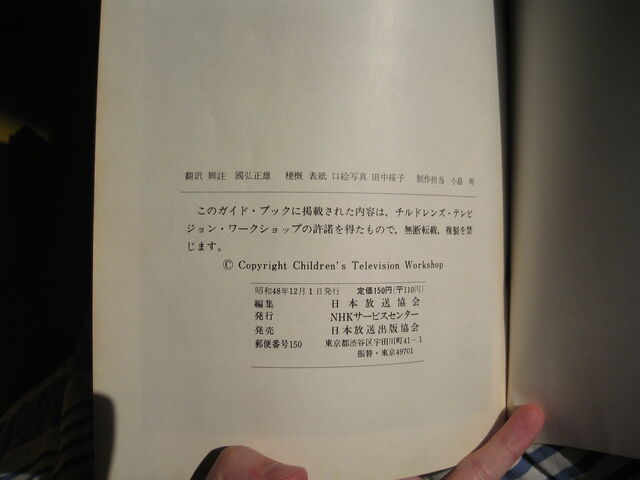 翻訳 脚註 國弘正雄 梗概 表紙 口絵写真 田中綾子 制作担当 小島 明
このガイド・ブックに掲載された内容は，チルドレンズ・テレビ
ジョン・ワークショップの許諾を得たもので，無断転載，複製を禁
じます。
© Copyright Children's Television Workshop
昭和48年12月1日発行 定価150円(〒110円)
編集 日本放送協会
発行 NHKサービスセンター
発売 日本放送出版協会
郵便番号150 東京都渋谷区宇田川町41−1
振替・東京49701